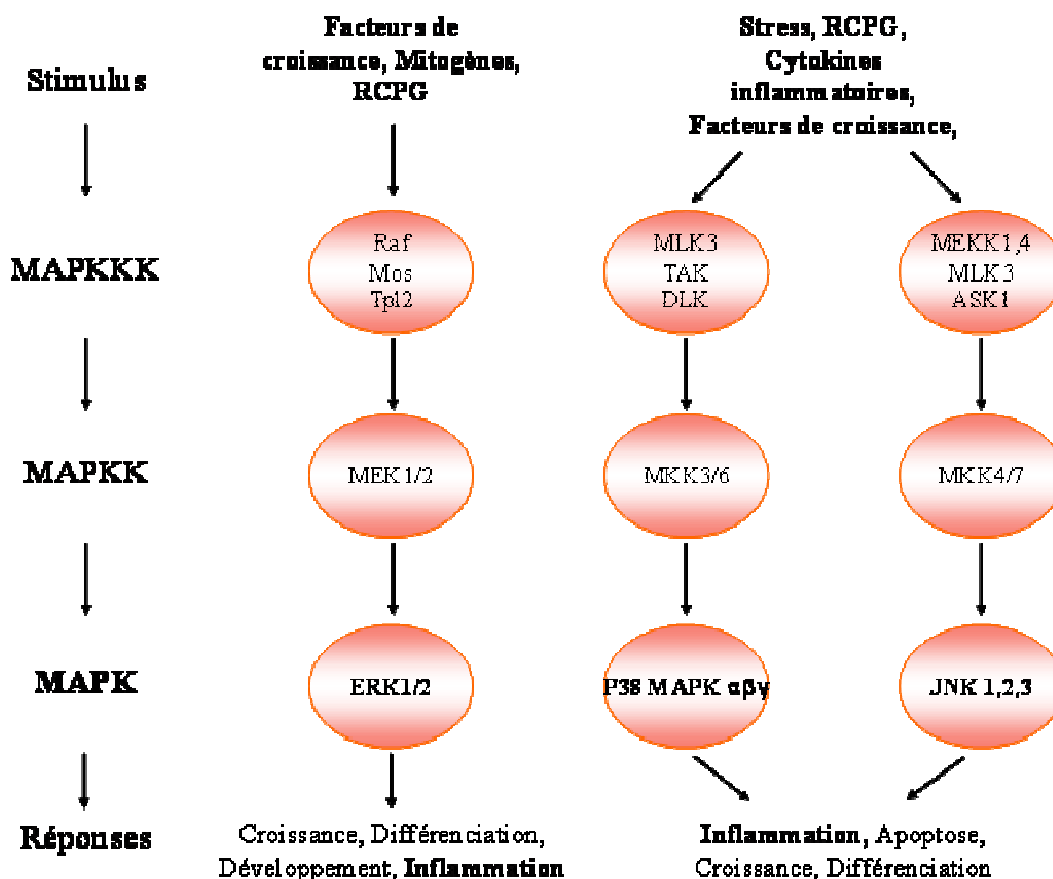 Stimulus
MAPKKK
MAPKK
MAPK
Réponses
Facteurs de
croissance, Mitogènes,
RCPG
Raf
Mos
Tpl2
MEK1/2
ERK1/2
Croissance, Différenciation,
Développement, Inflammation
Stress, RCPG,
Cytokines
inflammatoires,
Facteurs de croissance,
MLK3
TAK
DLK
MKK3/6
P38 MAPK αβγ
MEKK1,4
MLK3
ASK1
MKK4/7
JNK 1,2,3
Inflammation, Apoptose,
Croissance, Différenciation